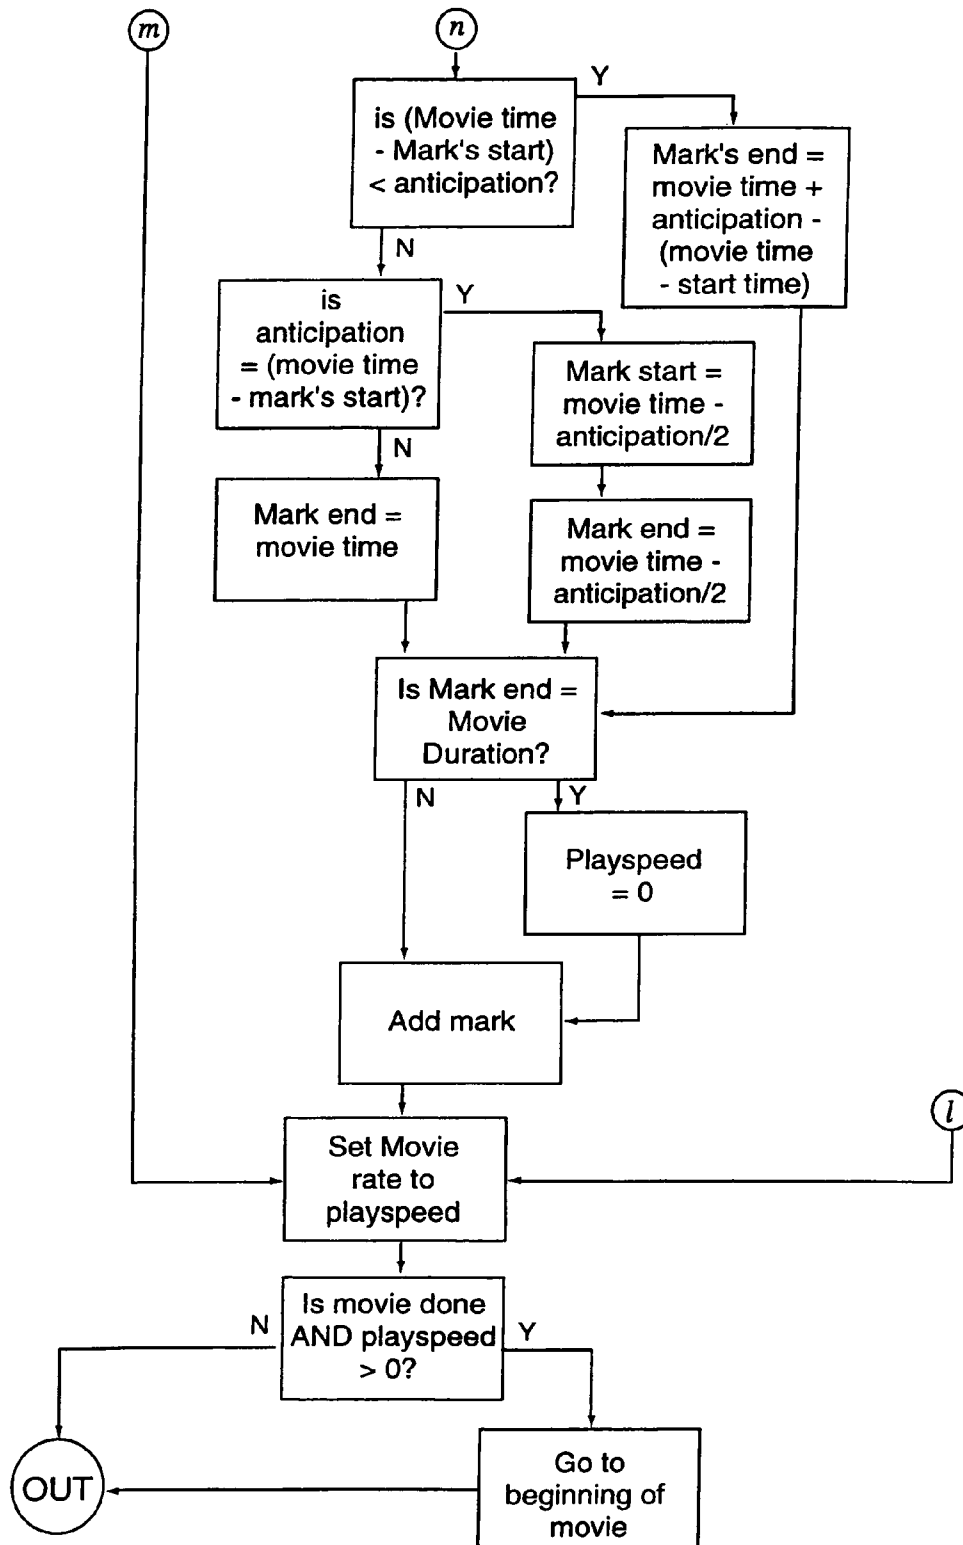 m
n
Y
is (Movie time
- Mark's start)
< anticipation?
Mark's end =
movie time +
anticipation -
(movie time
- start time)
N
is
anticipation
= (movie time
- mark's start)?
Y
Mark start =
movie time -
anticipation/2
N
Mark end =
movie time
Mark end =
movie time -
anticipation/2
Is Mark end =
Movie
Duration?
N
Y
Playspeed
= 0
Add mark
l
Set Movie
rate to
playspeed
Is movie done
AND playspeed
> 0?
N
Y
OUT
Go to
beginning of
movie